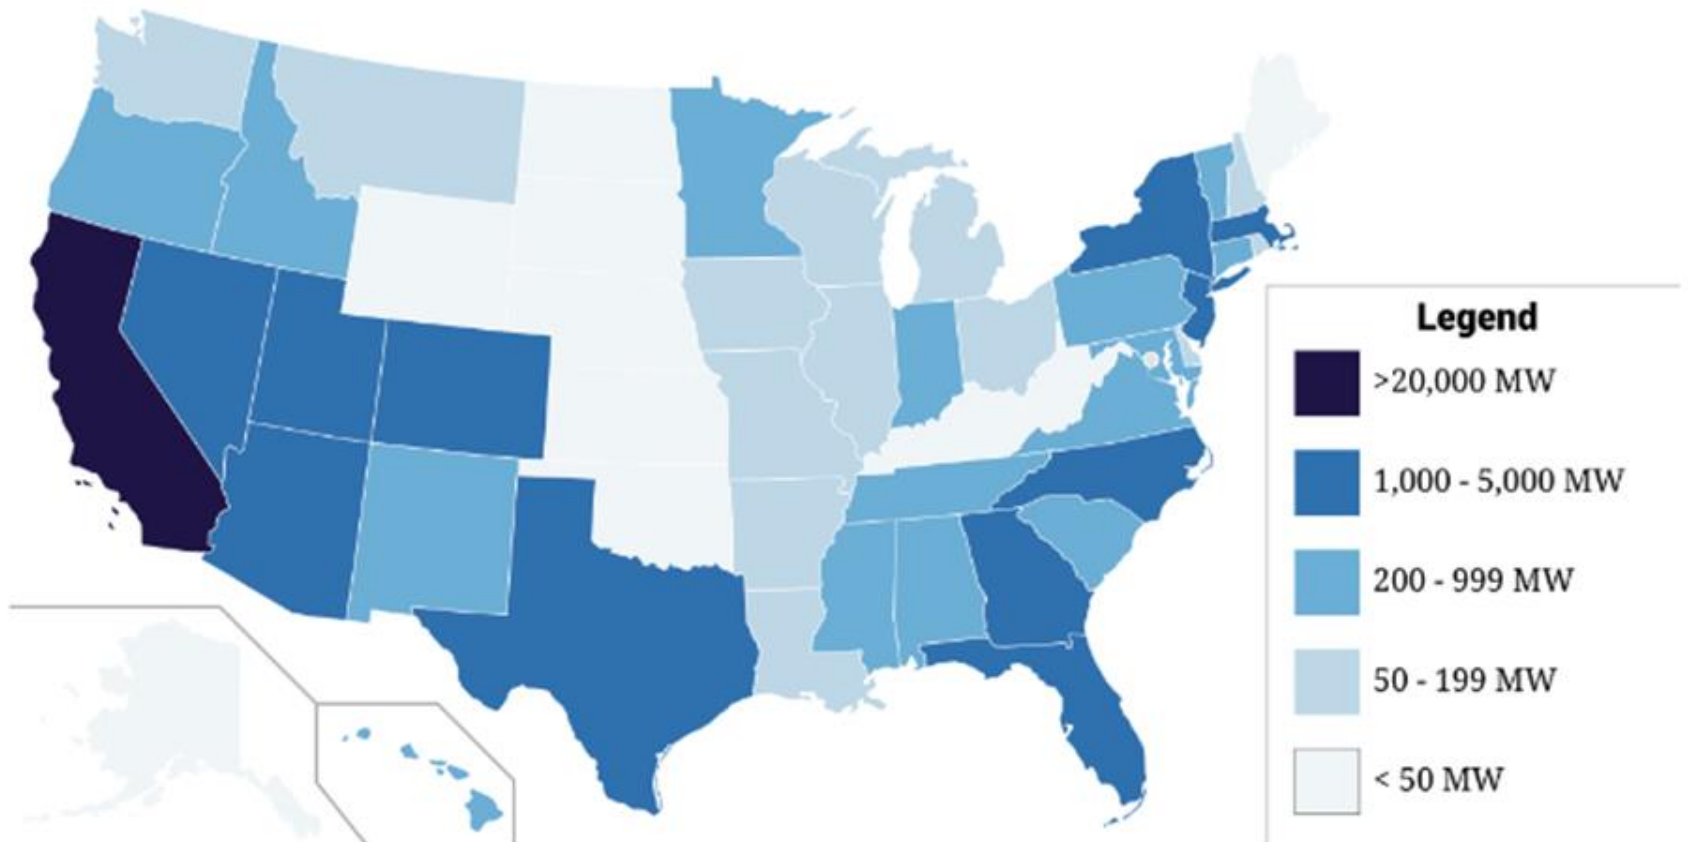 Legend
>20,000 MW
1,000 - 5,000 MW
200 - 999 MW
50 - 199 MW
< 50 MW